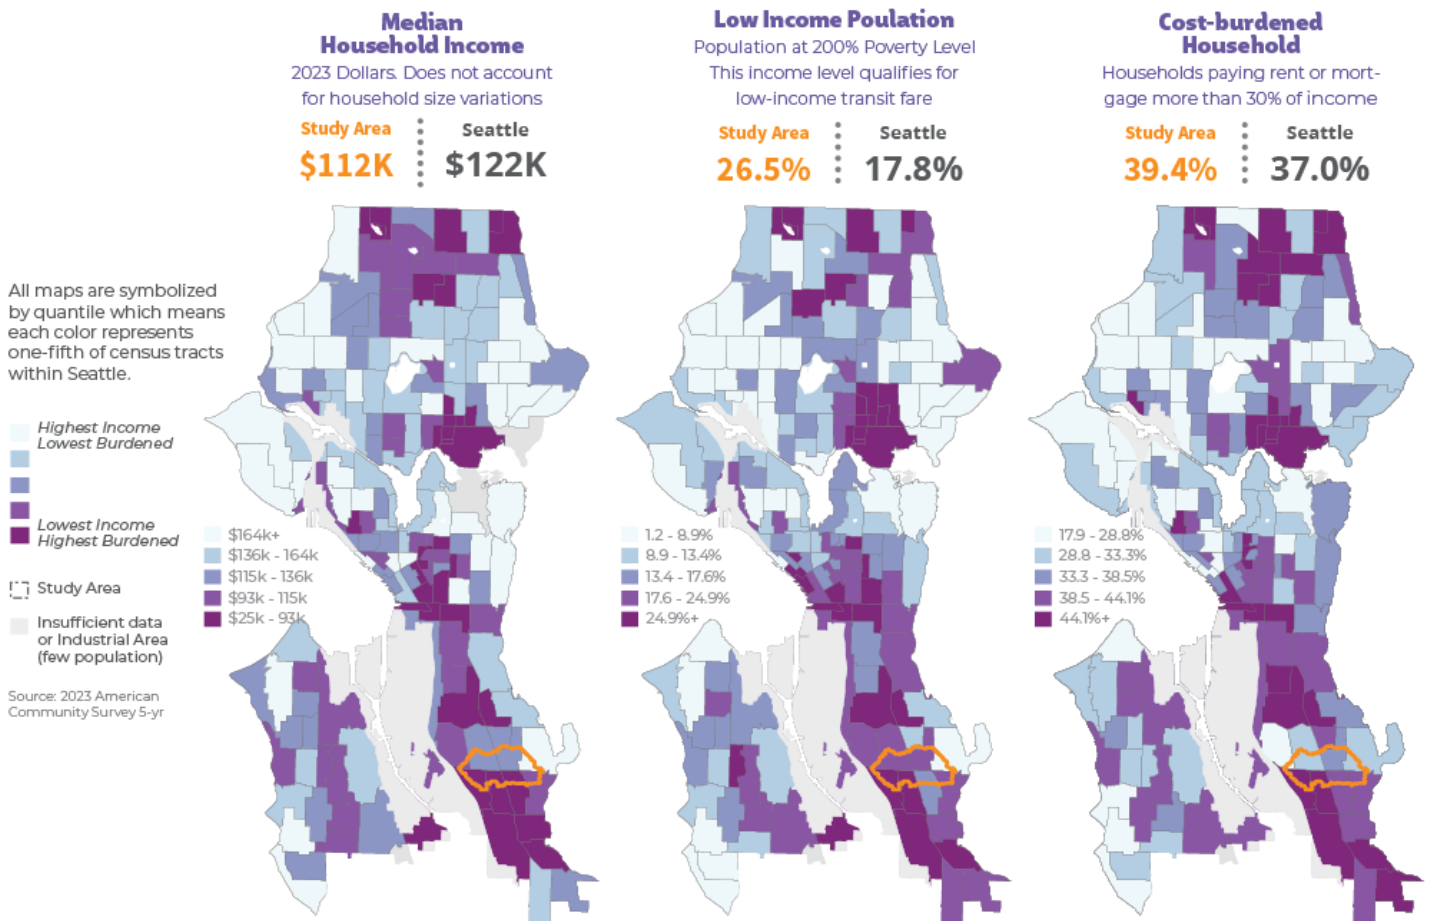 Median
Household Income
2023 Dollars. Does not account
for household size variations
Study Area
Seattle
$112K
$122K
Low Income Poulation
Population at 200% Poverty Level
This income level qualifies for
low-income transit fare
Study Area
Seattle
26.5%
17.8%
Cost-burdened
Household
Households paying rent or mort-
gage more than 30% of income
Study Area
Seattle
39.4%
37.0%
All maps are symbolized
by quantile which means
each color represents
one-fifth of census tracts
within Seattle.
Highest Income
Lowest Burdened
Lowest Income
Highest Burdened
Study Area
Insufficient data
or Industrial Area
(few population)
Source: 2023 American
Community Survey 5-yr
$164k+
$136k - 164k
$115k - 136k
$93k - 115k
$25k - 93k
1.2 - 8.9%
8.9 - 13.4%
13.4 - 17.6%
17.6 - 24.9%
24.9%+
17.9 - 28.8%
28.8 - 33.3%
33.3 - 38.5%
38.5 - 44.1%
44.1%+